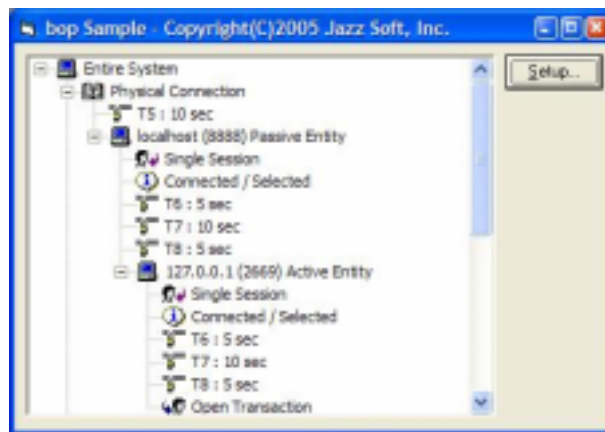 bop Sample - Copyright(C)2005 Jazz Soft, Inc.
Setup...
Entire System
Physical Connection
T5 : 10 sec
localhost (8888) Passive Entity
Single Session
Connected / Selected
T6 : 5 sec
T7 : 10 sec
T8 : 5 sec
127.0.0.1 (2669) Active Entity
Single Session
Connected / Selected
T6 : 5 sec
T7 : 10 sec
T8 : 5 sec
Open Transaction